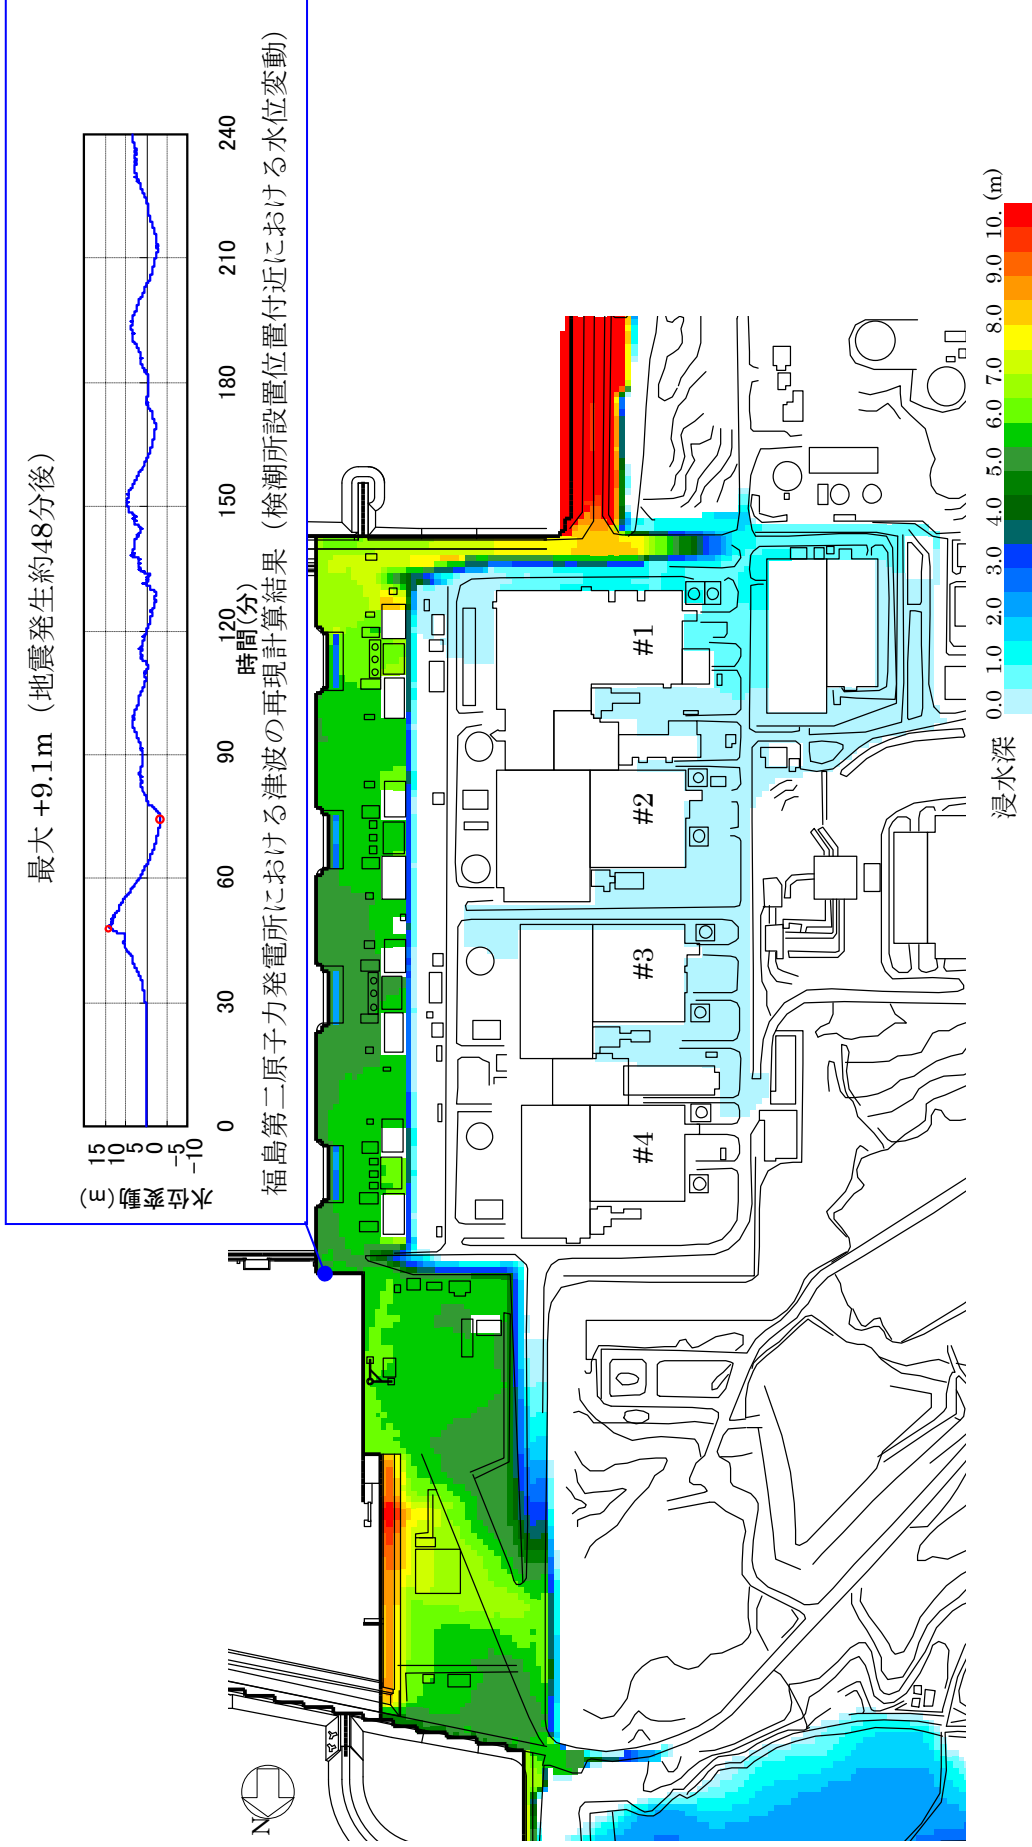 最大 +9.1m（地震発生約48分後）
水位変動(m)
15
10
5
0
-5
-10
0
30
60
90
120
150
180
210
240
時間(分)
福島第二原子力発電所における津波の再現計算結果（検潮所設置位置付近における水位変動）
#1
#2
#3
#4
N
浸水深
0.0 1.0 2.0 3.0 4.0 5.0 6.0 7.0 8.0 9.0 10. (m)